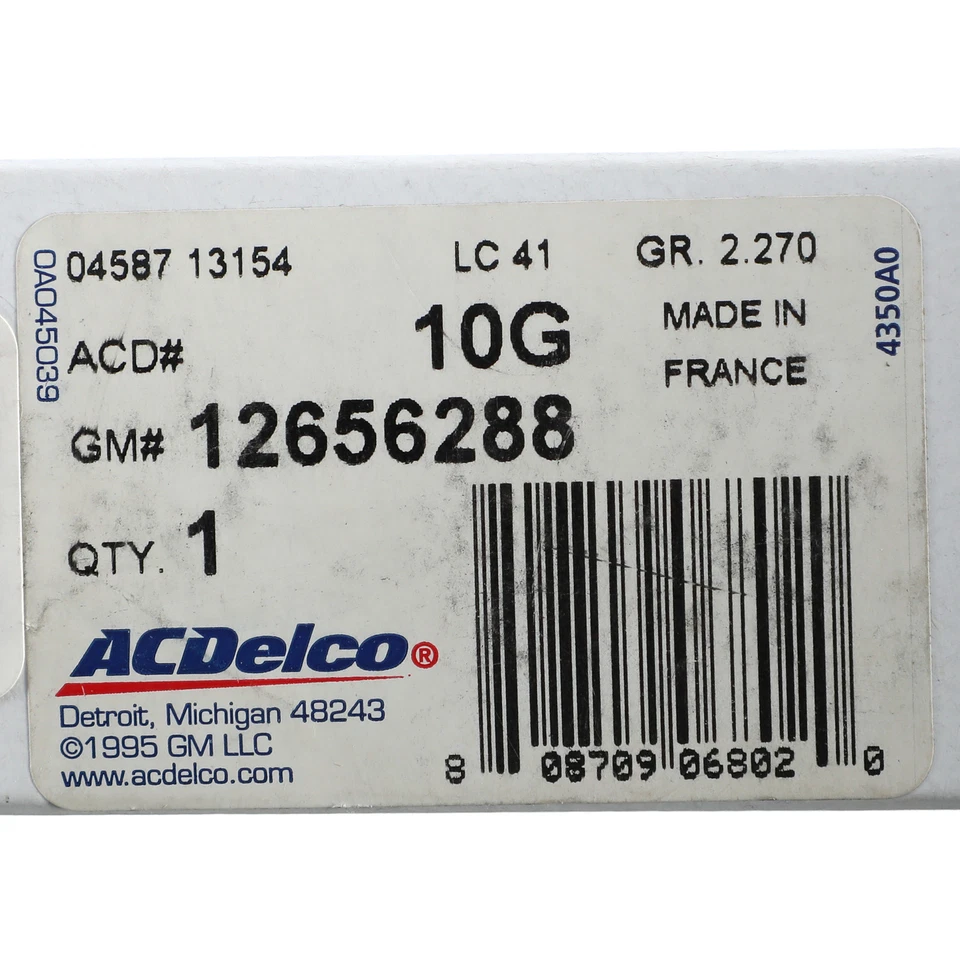 04587 13154 LC 41 GR. 2.270
ACD# 10G MADE IN
FRANCE
GM# 12656288
QTY. 1
ACDelco®
Detroit, Michigan 48243
©1995 GM LLC
www.acdelco.com
8 08709 06802 0
0A045039
4350A0